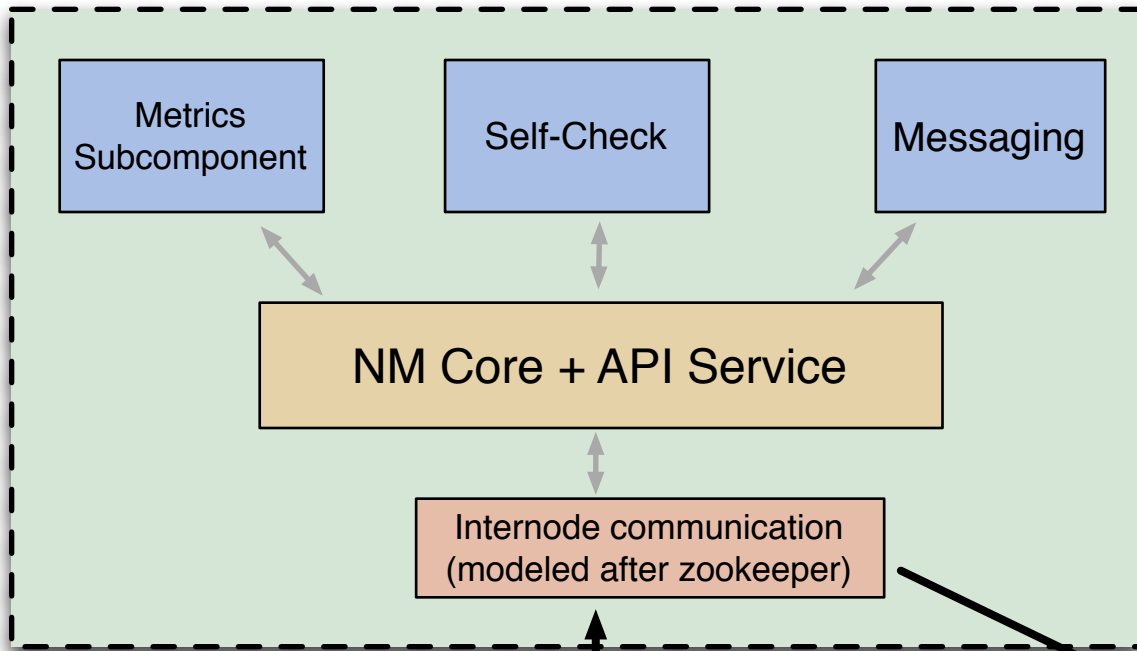 Metrics
Subcomponent
Self-Check
Messaging
NM Core + API Service
Internode communication
(modeled after zookeeper)